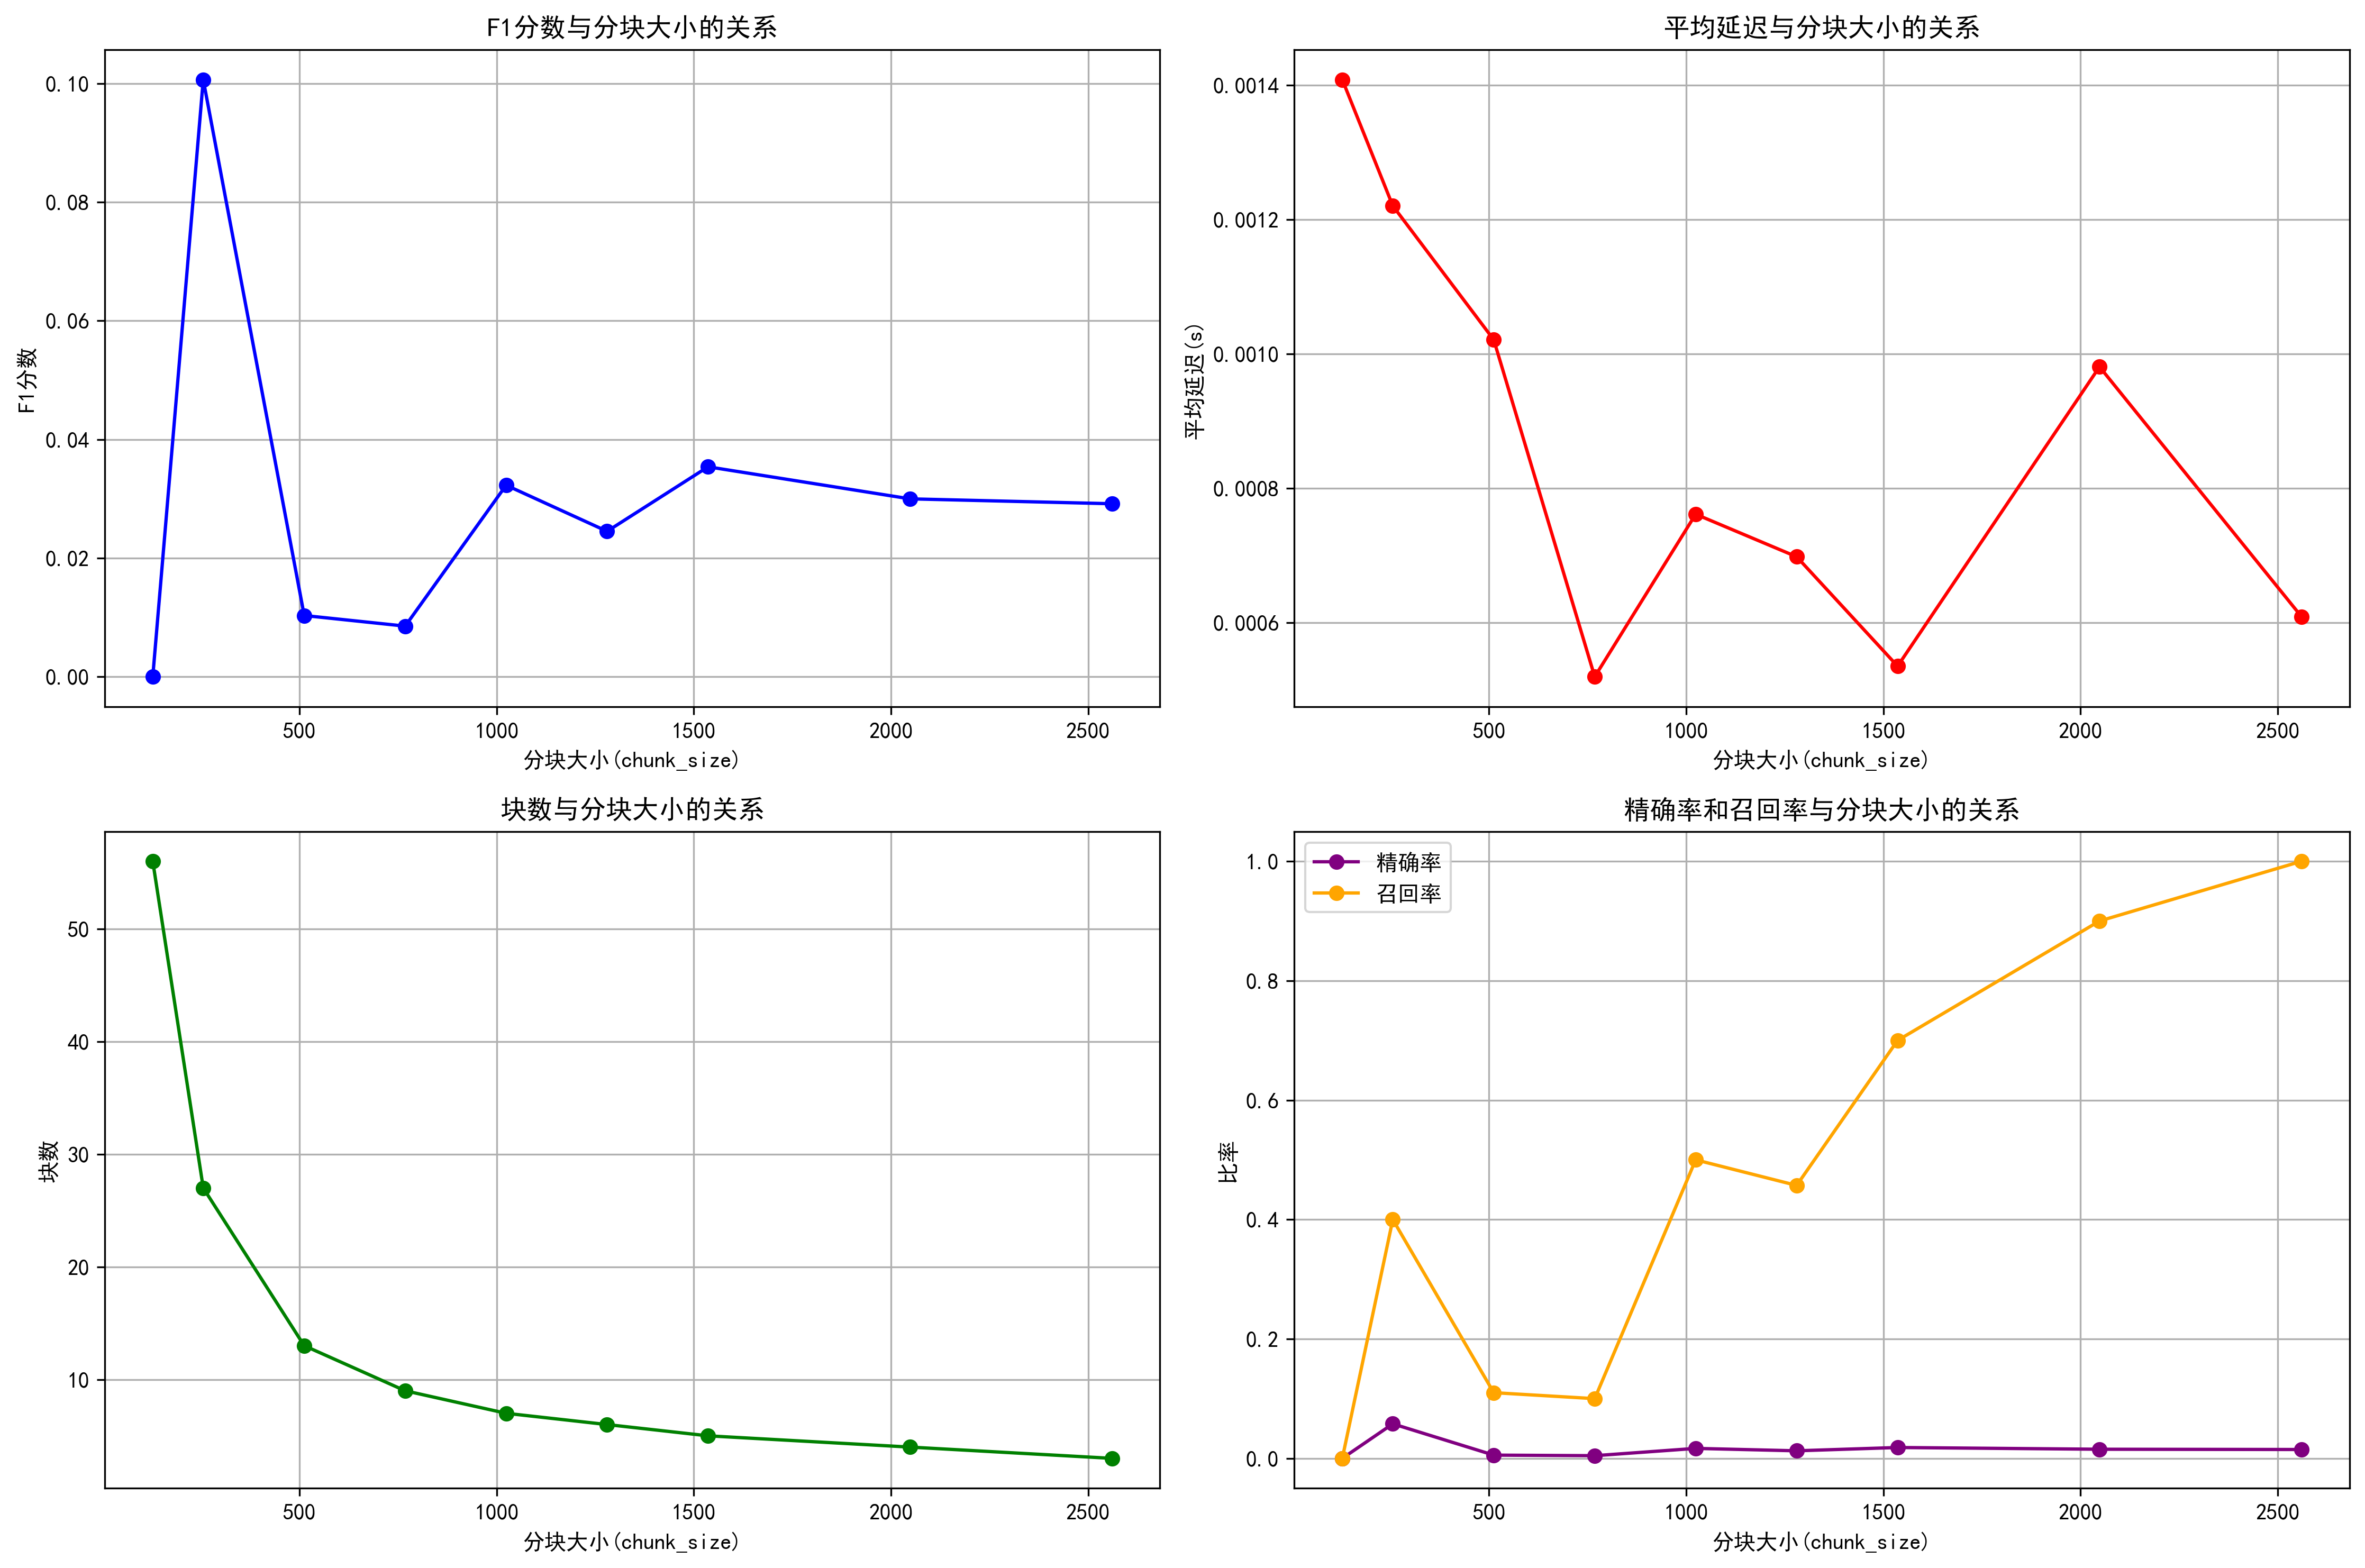 F1分数与分块大小的关系
0.10
0.08
0.06
0.04
0.02
0.00
F1分数
500 1000 1500 2000 2500
分块大小(chunk_size)
平均延迟与分块大小的关系
0.0014
0.0012
0.0010
0.0008
0.0006
平均延迟(s)
500 1000 1500 2000 2500
分块大小(chunk_size)
块数与分块大小的关系
50
40
30
20
10
块数
500 1000 1500 2000 2500
分块大小(chunk_size)
精确率和召回率与分块大小的关系
精确率
召回率
1.0
0.8
0.6
0.4
0.2
0.0
比率
500 1000 1500 2000 2500
分块大小(chunk_size)